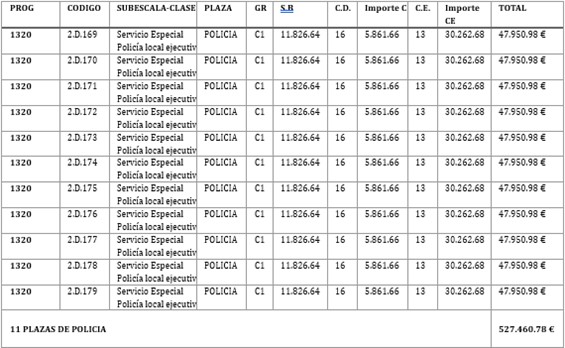 PROG CODIGO SUBESCALA-CLASE PLAZA GR S.B C.D. Importe C C.E. Importe CE TOTAL
1320 2.D.169 Servicio Especial POLICIA C1 11.826.64 16 5.861.66 13 30.262.68 47.950.98 €
Policía local ejecutiv
1320 2.D.170 Servicio Especial POLICIA C1 11.826.64 16 5.861.66 13 30.262.68 47.950.98 €
Policía local ejecutiv
1320 2.D.171 Servicio Especial POLICIA C1 11.826.64 16 5.861.66 13 30.262.68 47.950.98 €
Policía local ejecutiv
1320 2.D.172 Servicio Especial POLICIA C1 11.826.64 16 5.861.66 13 30.262.68 47.950.98 €
Policía local ejecutiv
1320 2.D.173 Servicio Especial POLICIA C1 11.826.64 16 5.861.66 13 30.262.68 47.950.98 €
Policía local ejecutiv
1320 2.D.174 Servicio Especial POLICIA C1 11.826.64 16 5.861.66 13 30.262.68 47.950.98 €
Policía local ejecutiv
1320 2.D.175 Servicio Especial POLICIA C1 11.826.64 16 5.861.66 13 30.262.68 47.950.98 €
Policía local ejecutiv
1320 2.D.176 Servicio Especial POLICIA C1 11.826.64 16 5.861.66 13 30.262.68 47.950.98 €
Policía local ejecutiv
1320 2.D.177 Servicio Especial POLICIA C1 11.826.64 16 5.861.66 13 30.262.68 47.950.98 €
Policía local ejecutiv
1320 2.D.178 Servicio Especial POLICIA C1 11.826.64 16 5.861.66 13 30.262.68 47.950.98 €
Policía local ejecutiv
1320 2.D.179 Servicio Especial POLICIA C1 11.826.64 16 5.861.66 13 30.262.68 47.950.98 €
Policía local ejecutiv
11 PLAZAS DE POLICIA 527.460.78 €